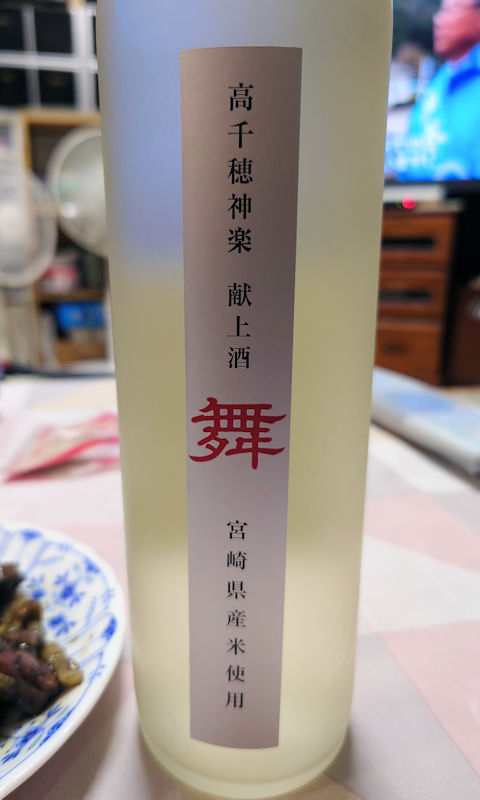 高千穂神楽 献上酒
舞
宮崎県産米使用